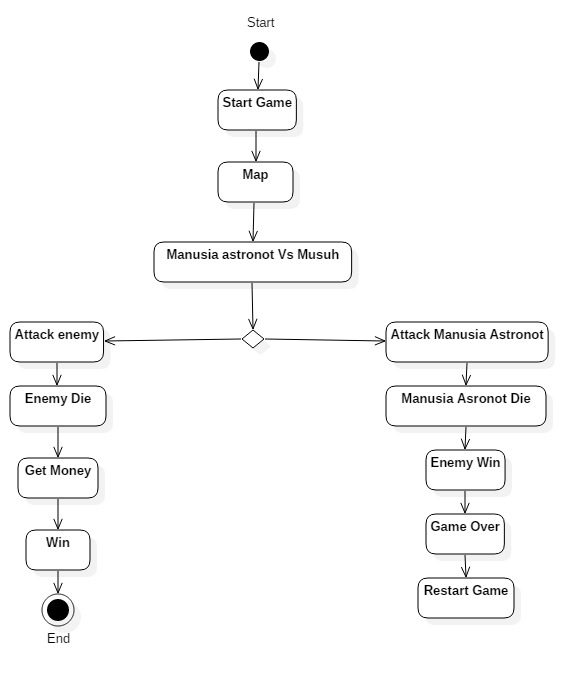 Start
Start Game
Map
Manusia astronot Vs Musuh
Attack enemy
Attack Manusia Astronot
Enemy Die
Manusia Asronot Die
Get Money
Enemy Win
Win
Game Over
Restart Game
End